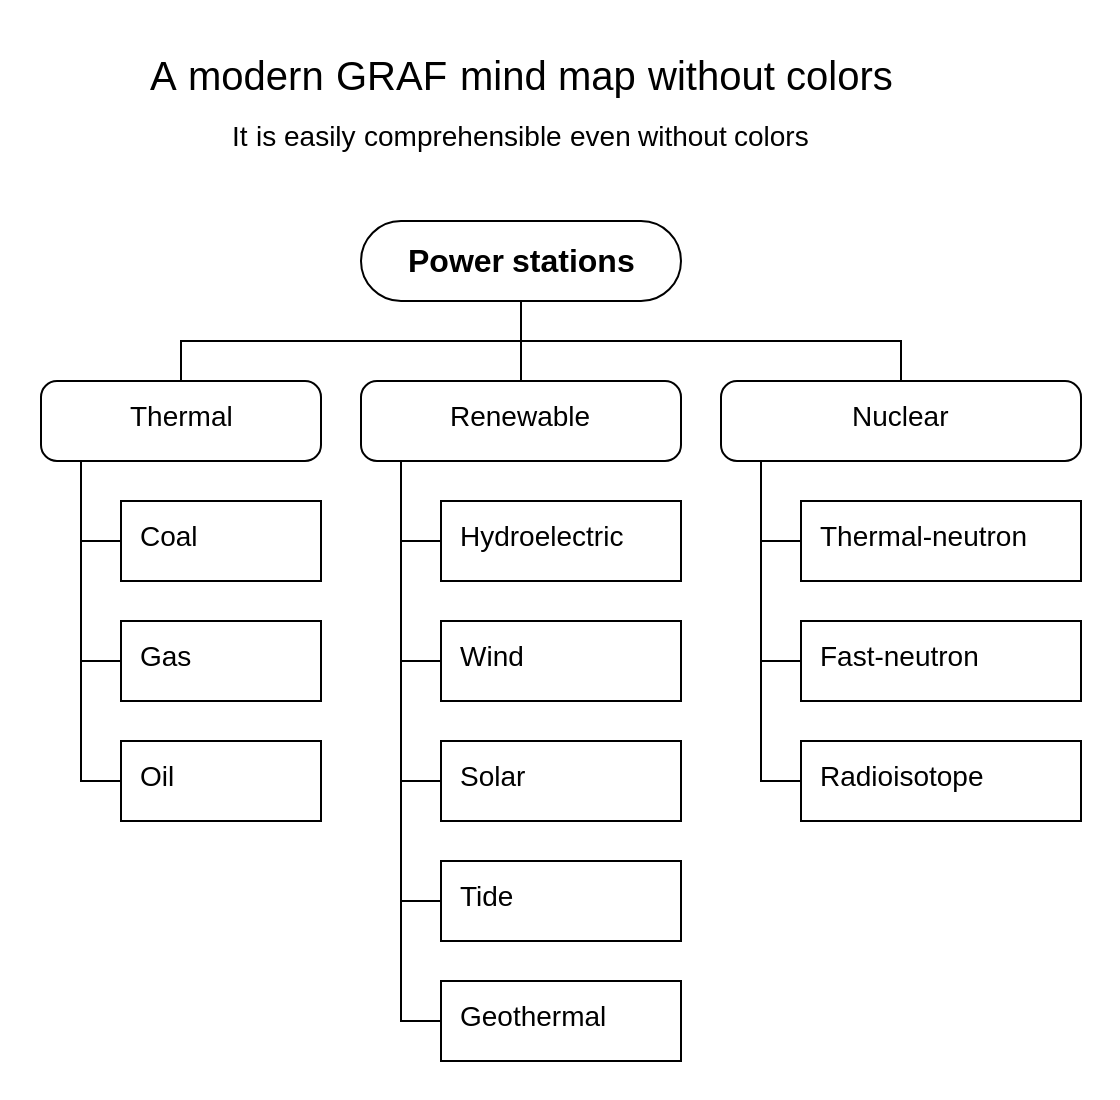 A modern GRAF mind map without colors
It is easily comprehensible even without colors
Power stations
Thermal
Coal
Gas
Oil
Renewable
Hydroelectric
Wind
Solar
Tide
Geothermal
Nuclear
Thermal-neutron
Fast-neutron
Radioisotope